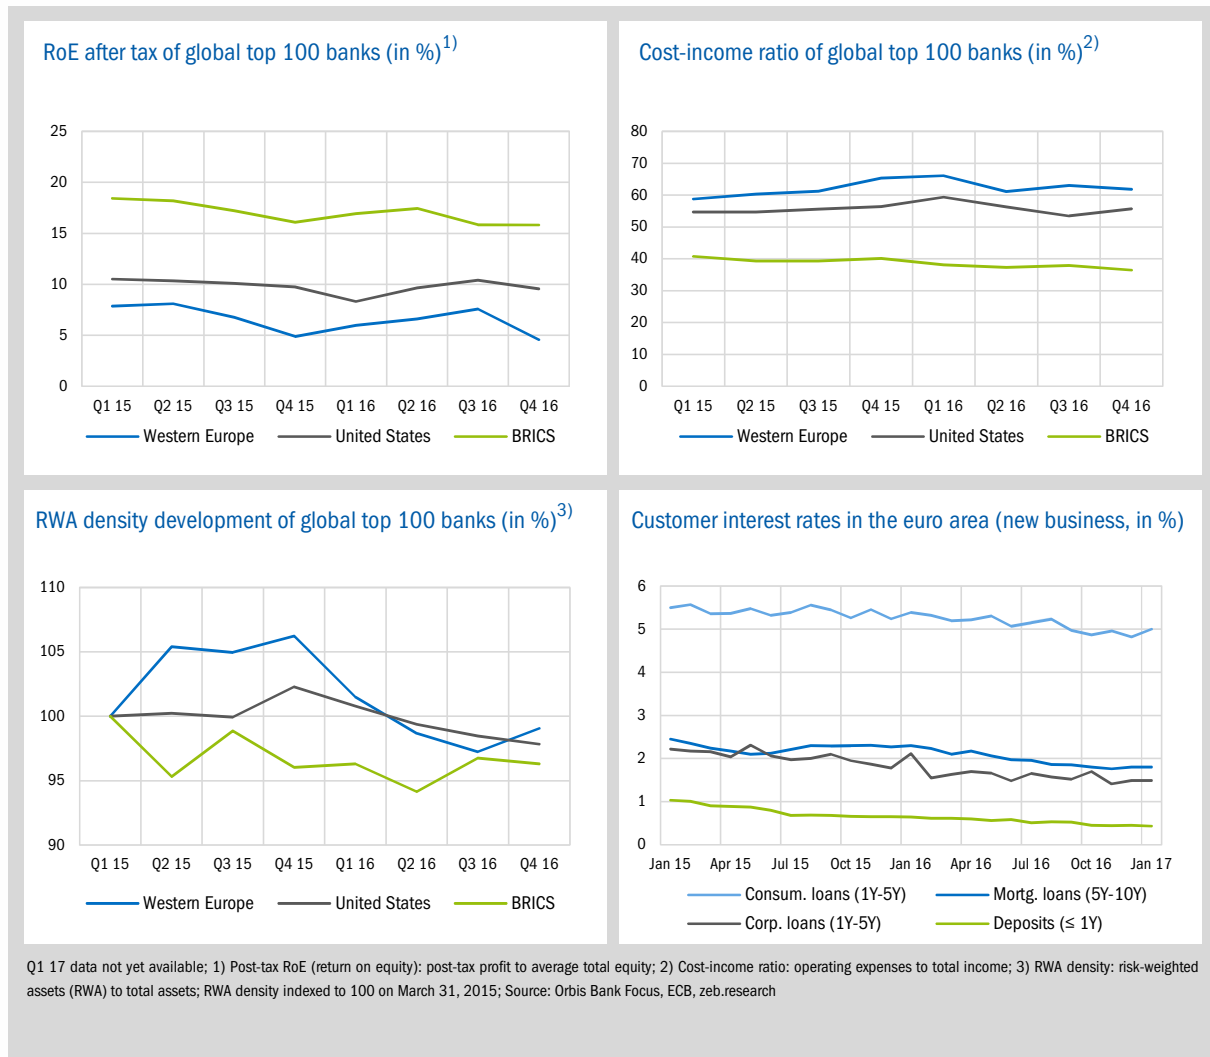 RoE after tax of global top 100 banks (in %)1)
25
20
15
10
5
0
Q1 15 Q2 15 Q3 15 Q4 15 Q1 16 Q2 16 Q3 16 Q4 16
Western Europe United States BRICS
Cost-income ratio of global top 100 banks (in %)2)
80
70
60
50
40
30
20
10
0
Q1 15 Q2 15 Q3 15 Q4 15 Q1 16 Q2 16 Q3 16 Q4 16
Western Europe United States BRICS
RWA density development of global top 100 banks (in %)3)
110
105
100
95
90
Q1 15 Q2 15 Q3 15 Q4 15 Q1 16 Q2 16 Q3 16 Q4 16
Western Europe United States BRICS
Customer interest rates in the euro area (new business, in %)
6
5
4
3
2
1
0
Jan 15 Apr 15 Jul 15 Oct 15 Jan 16 Apr 16 Jul 16 Oct 16 Jan 17
Consum. loans (1Y-5Y) Mortg. loans (5Y-10Y)
Corp. loans (1Y-5Y) Deposits (≤ 1Y)
Q1 17 data not yet available; 1) Post-tax RoE (return on equity): post-tax profit to average total equity; 2) Cost-income ratio: operating expenses to total income; 3) RWA density: risk-weighted
assets (RWA) to total assets; RWA density indexed to 100 on March 31, 2015; Source: Orbis Bank Focus, ECB, zeb.research